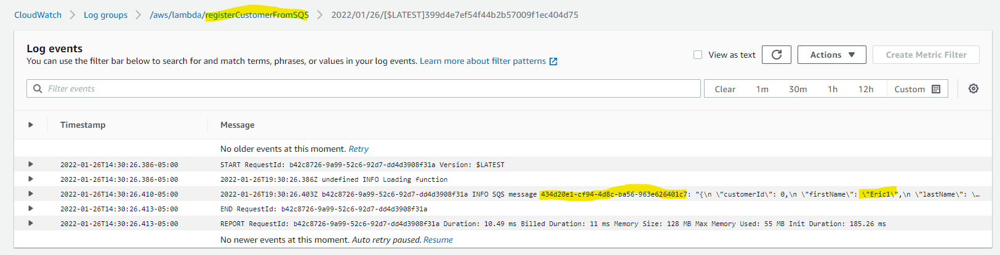 CloudWatch > Log groups > /aws/lambda/registerCustomerFromSQS > 2022/01/26/[$LATEST]399d4e7ef54f44b2b57009f1ec404d75
Log events
You can use the filter bar below to search for and match terms, phrases, or values in your log events. Learn more about filter patterns
View as text
Actions
Create Metric Filter
Filter events
Clear 1m 30m 1h 12h Custom
Timestamp Message
No older events at this moment. Retry
2022-01-26T14:30:26.386-05:00 START RequestId: b42c8726-9a99-52c6-92d7-dd4d3908f31a Version: $LATEST
2022-01-26T14:30:26.386-05:00 2022-01-26T19:30:26.386Z undefined INFO Loading function
2022-01-26T14:30:26.410-05:00 2022-01-26T19:30:26.403Z b42c8726-9a99-52c6-92d7-dd4d3908f31a INFO SQS message 434d20e1-cf94-4d8c-ba56-963e626401c7: "{\n \"customerId\": 0,\n \"firstName\": \"Eric1\",\n \"lastName\": \…
2022-01-26T14:30:26.413-05:00 END RequestId: b42c8726-9a99-52c6-92d7-dd4d3908f31a
2022-01-26T14:30:26.413-05:00 REPORT RequestId: b42c8726-9a99-52c6-92d7-dd4d3908f31a Duration: 10.49 ms Billed Duration: 11 ms Memory Size: 128 MB Max Memory Used: 55 MB Init Duration: 185.26 ms
No newer events at this moment. Auto retry paused. Resume